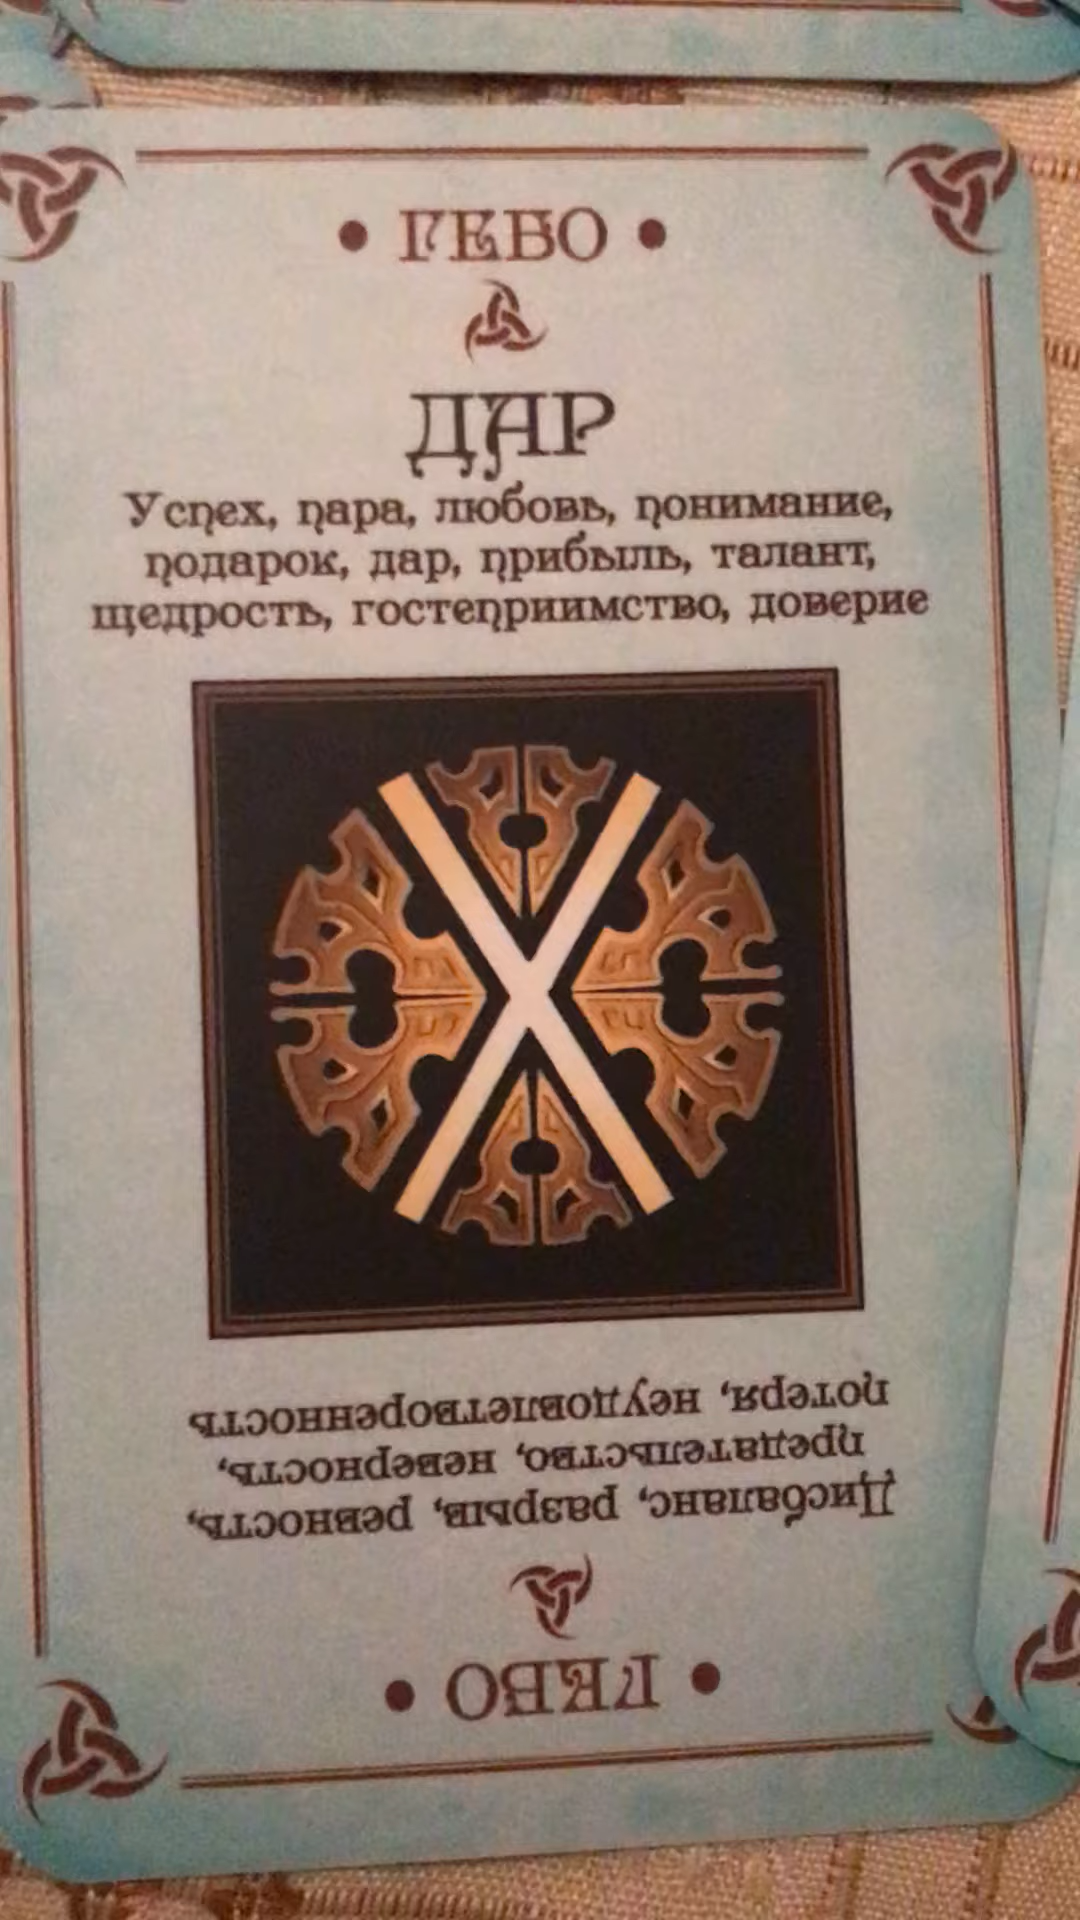 • ГЕБО •
ДАР
Успех, пара, любовь, понимание,
подарок, дар, прибыль, талант,
щедрость, гостеприимство, доверие
• ГЕБО •
Дисбаланс, разрыв, ревность,
предательство, неверность,
потеря, неудовлетворенность